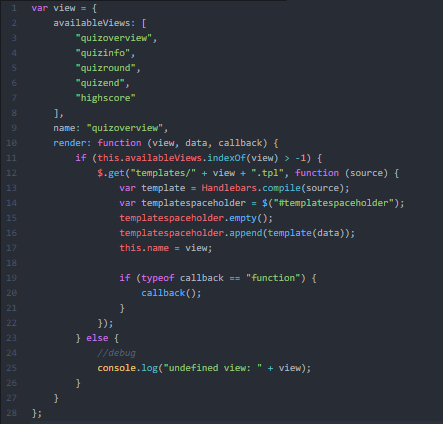 1 var view = {
2     availableViews: [
3         "quizoverview",
4         "quizinfo",
5         "quizround",
6         "quizend",
7         "highscore"
8     ],
9     name: "quizoverview",
10     render: function (view, data, callback) {
11         if (this.availableViews.indexOf(view) > -1) {
12             $.get("templates/" + view + ".tpl", function (source) {
13                 var template = Handlebars.compile(source);
14                 var templatespaceholder = $("#templatespaceholder");
15                 templatespaceholder.empty();
16                 templatespaceholder.append(template(data));
17                 this.name = view;
18
19                 if (typeof callback == "function") {
20                     callback();
21                 }
22             });
23         } else {
24             //debug
25             console.log("undefined view: " + view);
26         }
27     }
28 };